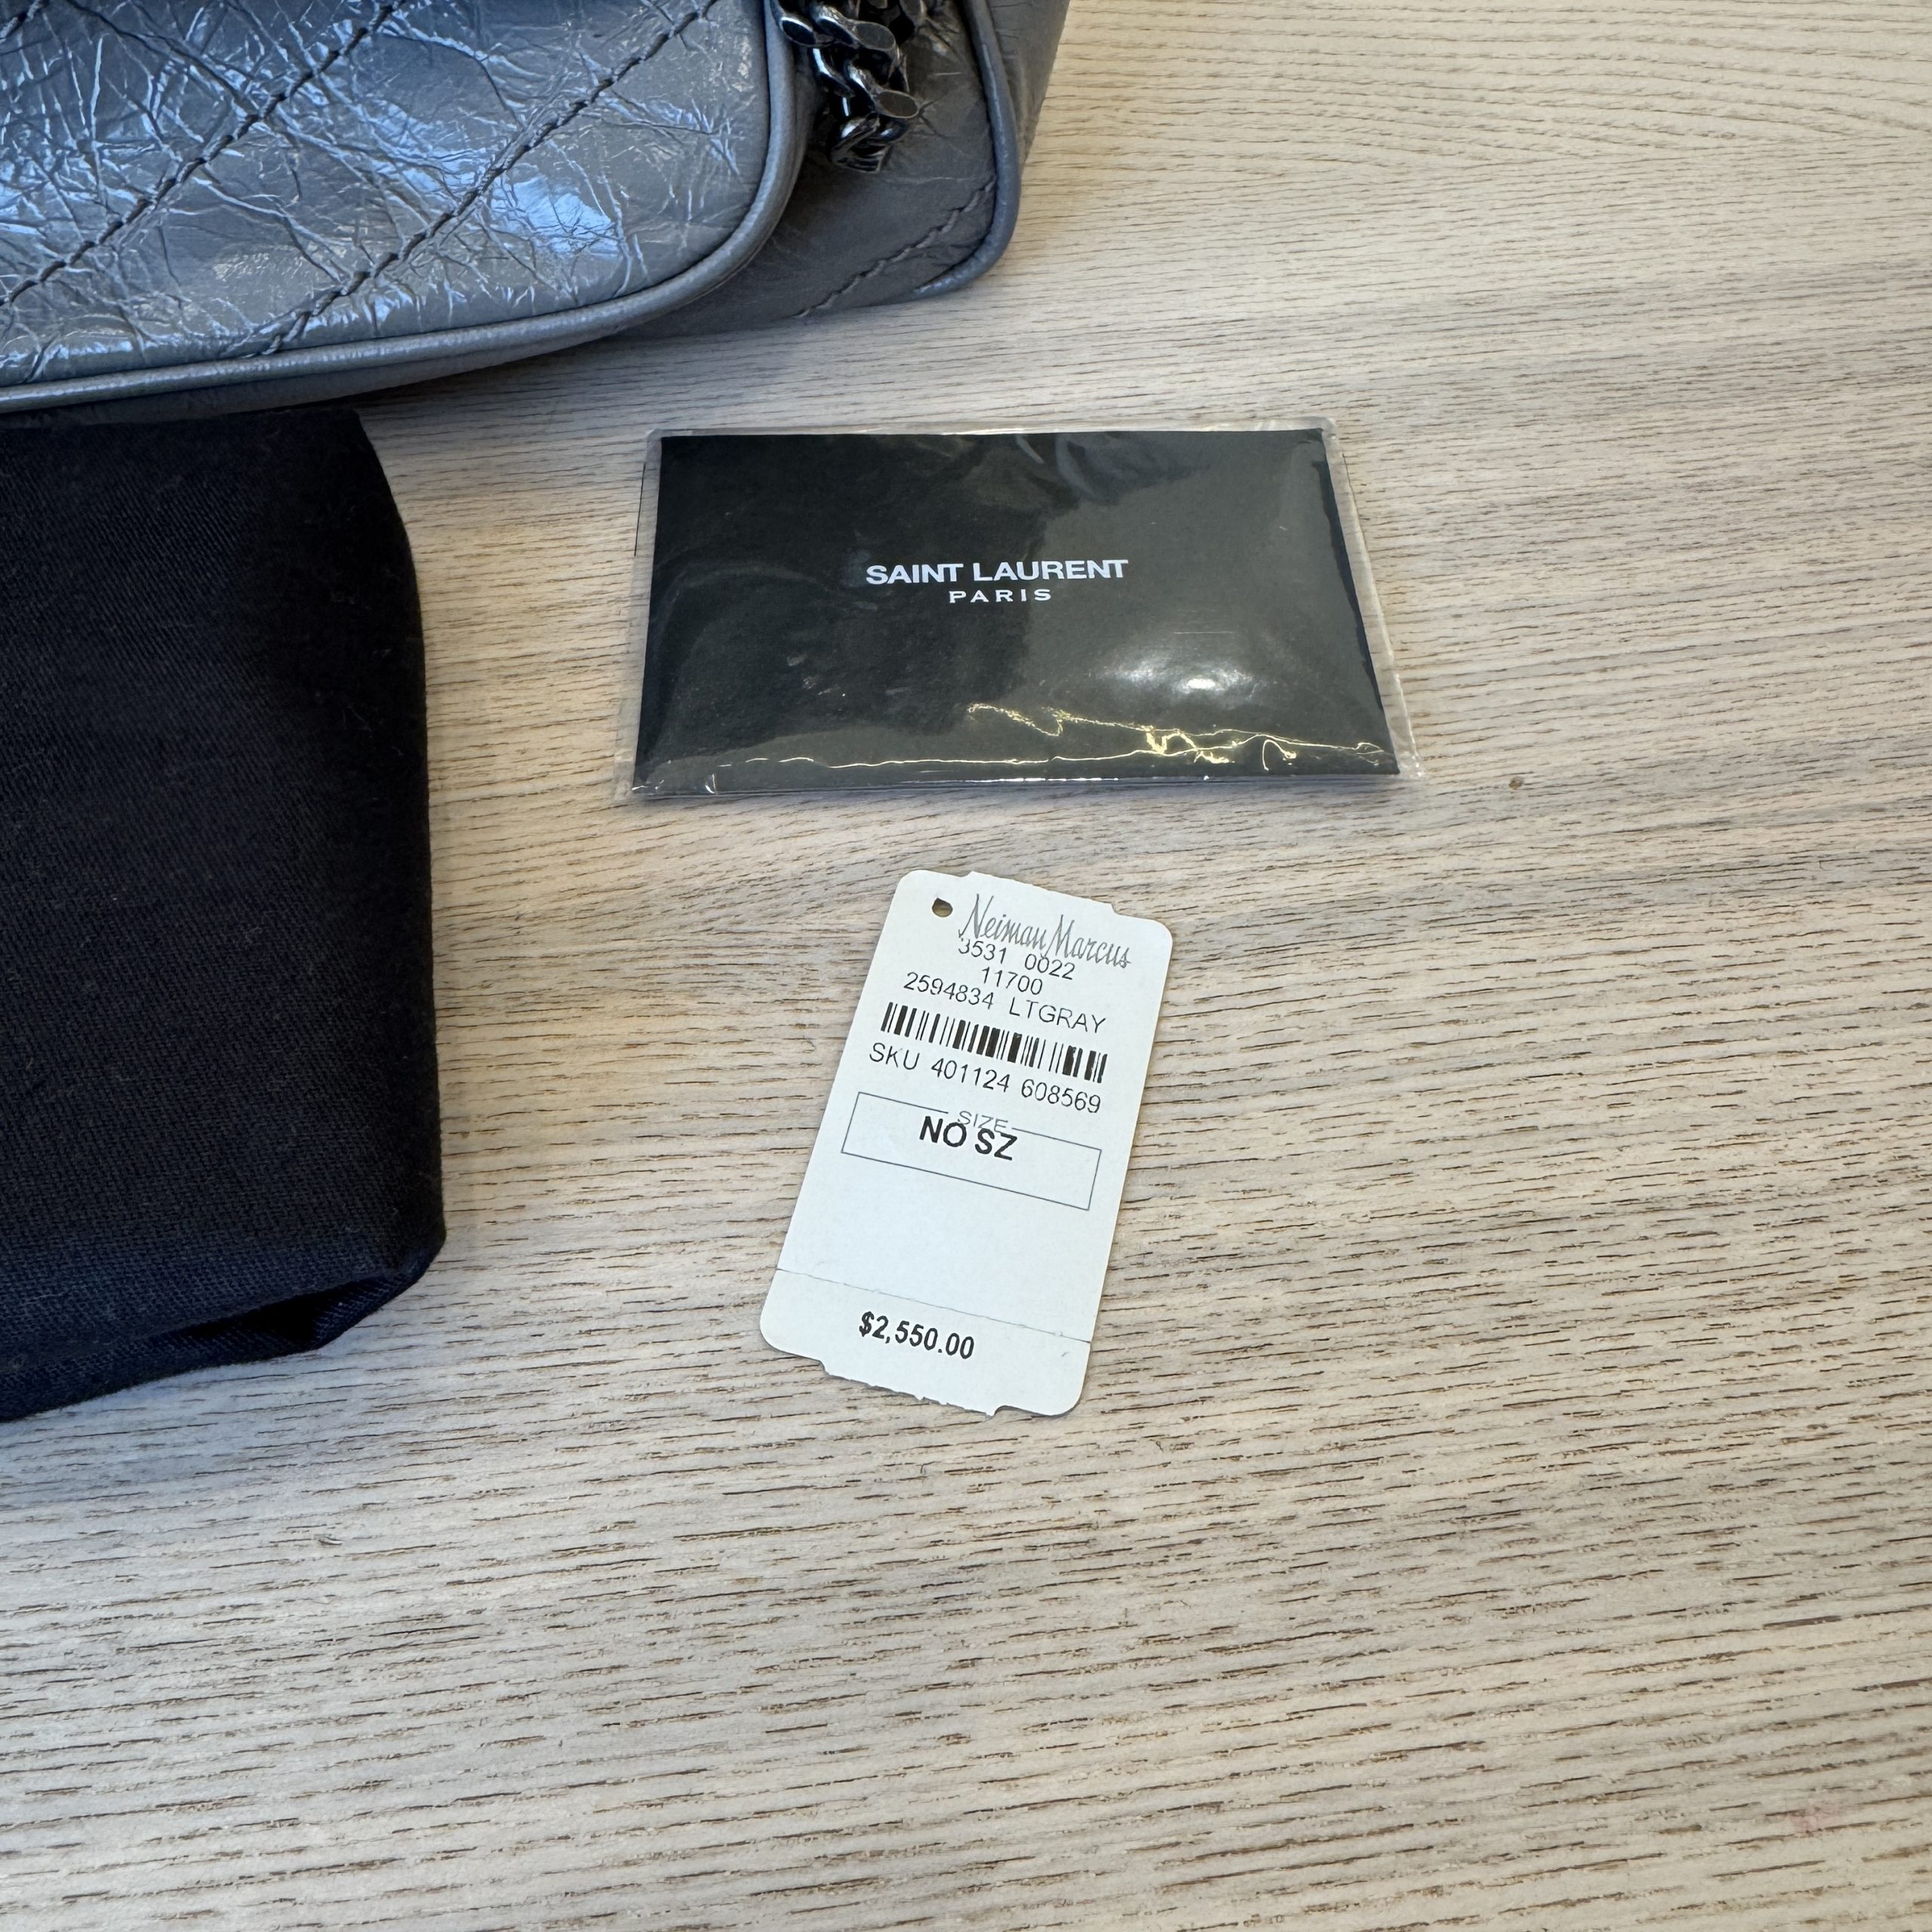 SAINT LAURENT
PARIS
Neiman Marcus
3531 0022
11700
2594834 LTGRAY
SKU 401124 608569
SIZE
NO SZ
$2,550.00